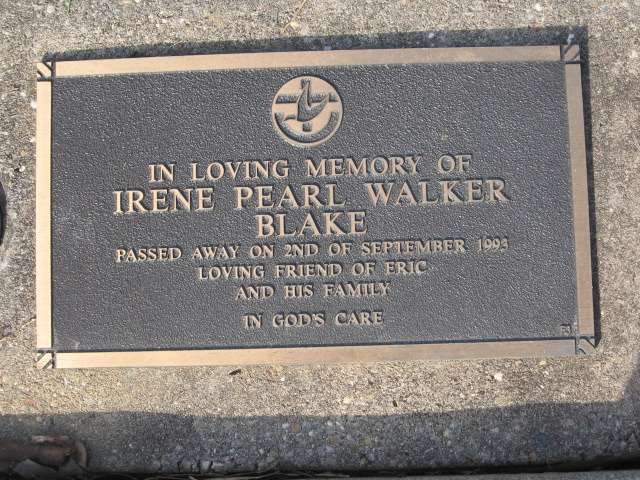 IN LOVING MEMORY OF
IRENE PEARL WALKER
BLAKE
PASSED AWAY ON 2ND OF SEPTEMBER 1993
LOVING FRIEND OF ERIC
AND HIS FAMILY
IN GOD'S CARE